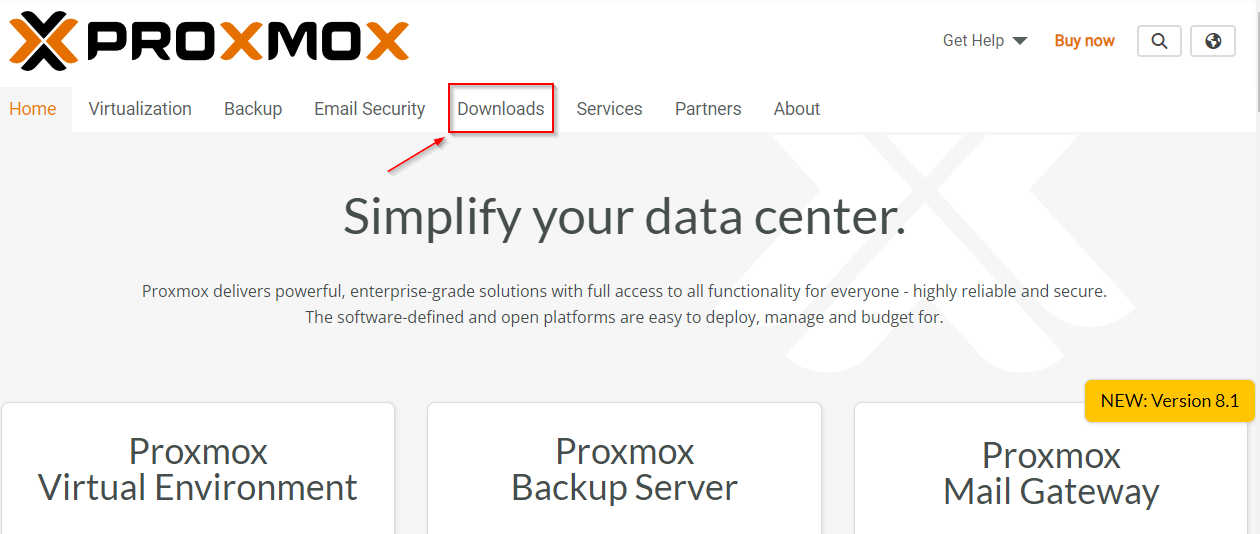 PROXMOX
Get Help
Buy now
Home Virtualization Backup Email Security Downloads Services Partners About
Simplify your data center.
Proxmox delivers powerful, enterprise-grade solutions with full access to all functionality for everyone - highly reliable and secure.
The software-defined and open platforms are easy to deploy, manage and budget for.
Proxmox
Virtual Environment
Proxmox
Backup Server
NEW: Version 8.1
Proxmox
Mail Gateway